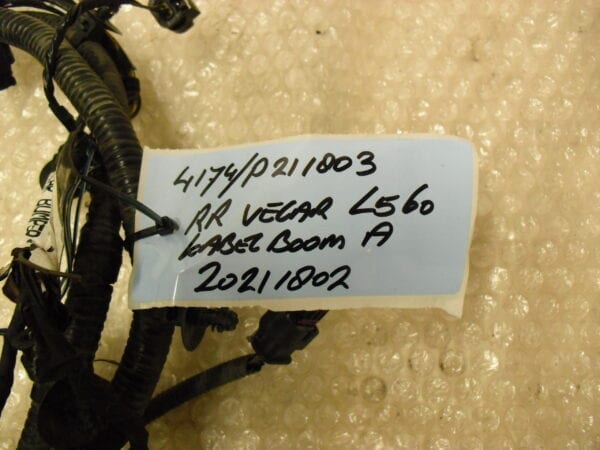 4174/P211803
RR VELAR L560
KABELBOOM A
20211802